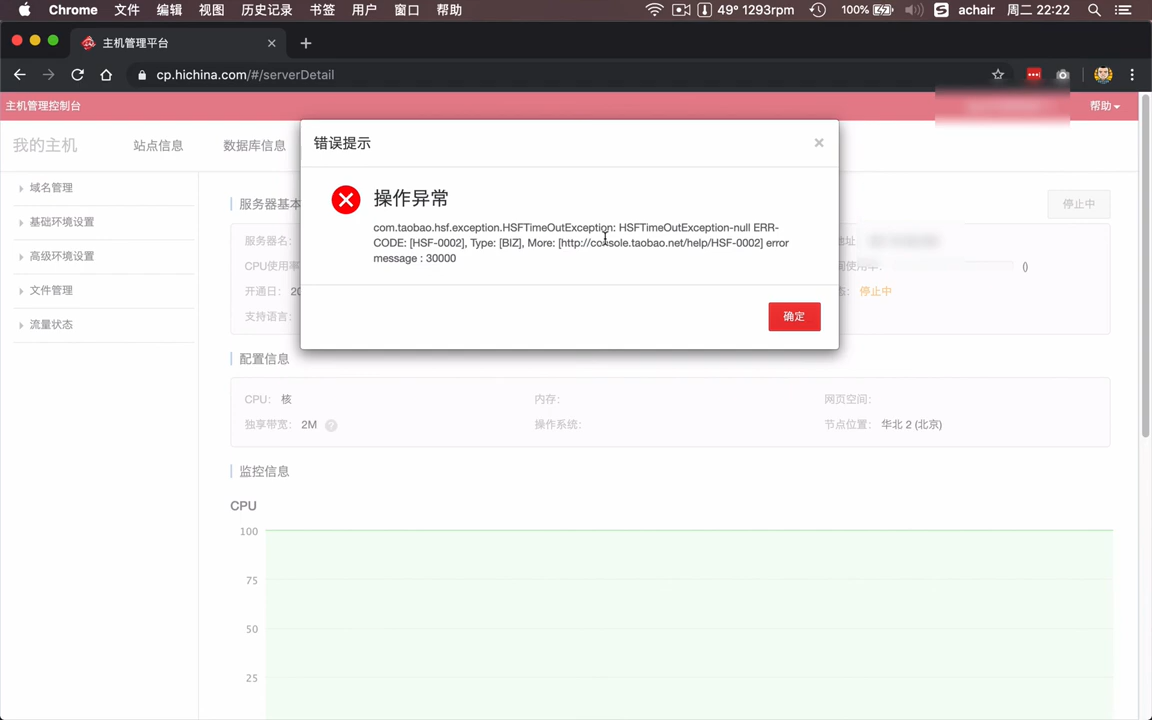 Chrome 文件 编辑 视图 历史记录 书签 用户 窗口 帮助 49° 1293rpm 100% achair 周二 22:22
主机管理平台
cp.hichina.com/#/serverDetail
主机管理控制台 帮助
我的主机 站点信息 数据库信息
错误提示
域名管理
基础环境设置
高级环境设置
文件管理
流量状态
操作异常
com.taobao.hsf.exception.HSFTimeOutException: HSFTimeOutException-null ERR-
CODE: [HSF-0002], Type: [BIZ], More: [http://console.taobao.net/help/HSF-0002] error
message : 30000
确定
服务器基本
停止中
服务器名: 地址
CPU使用率 使用率: ()
开通日: 20 停止中
支持语言:
配置信息
CPU: 核 内存: 网页空间:
独享带宽: 2M ? 操作系统: 节点位置: 华北 2 (北京)
监控信息
CPU
100
75
50
25